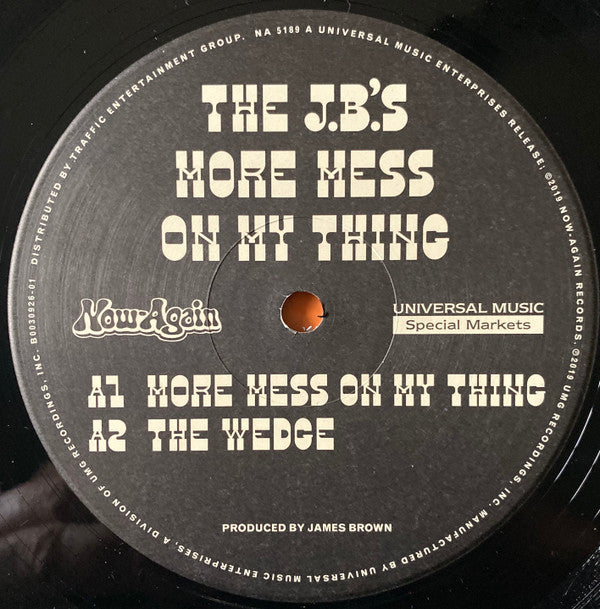 B0030926-01 DISTRIBUTED BY TRAFFIC ENTERTAINMENT GROUP. NA 5189 A UNIVERSAL MUSIC ENTERPRISES RELEASE; ©2019 NOW-AGAIN RECORDS. ℗2019 UMG RECORDINGS, INC. MANUFACTURED BY UNIVERSAL MUSIC ENTERPRISES, A DIVISION OF UMG RECORDINGS, INC.
THE J.B.'S
MORE MESS
ON MY THING
Now-Again
UNIVERSAL MUSIC
Special Markets
A1 MORE MESS ON MY THING
A2 THE WEDGE
PRODUCED BY JAMES BROWN